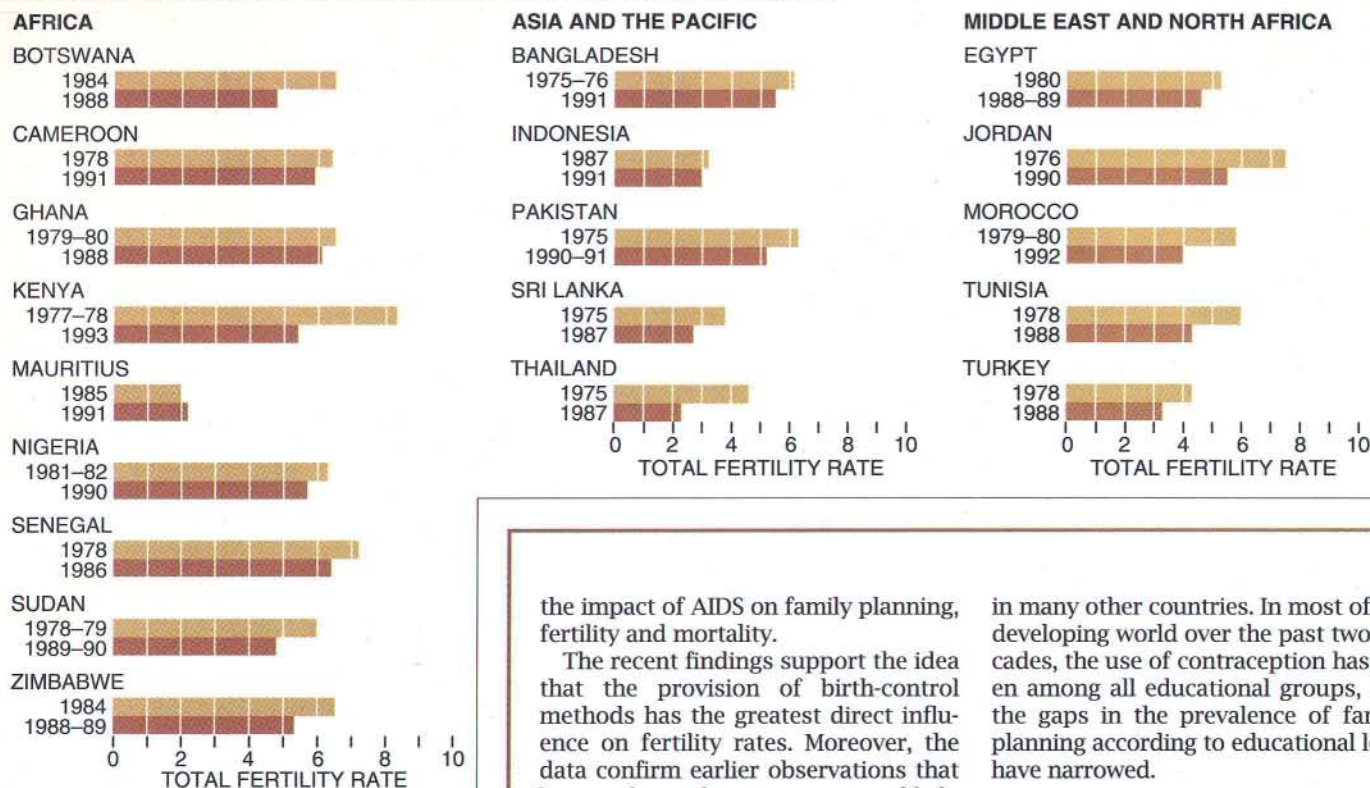 AFRICA
BOTSWANA
1984
1988
CAMEROON
1978
1991
GHANA
1979–80
1988
KENYA
1977–78
1993
MAURITIUS
1985
1991
NIGERIA
1981–82
1990
SENEGAL
1978
1986
SUDAN
1978–79
1989–90
ZIMBABWE
1984
1988–89
0 2 4 6 8 10
TOTAL FERTILITY RATE
ASIA AND THE PACIFIC
BANGLADESH
1975–76
1991
INDONESIA
1987
1991
PAKISTAN
1975
1990–91
SRI LANKA
1975
1987
THAILAND
1975
1987
0 2 4 6 8 10
TOTAL FERTILITY RATE
MIDDLE EAST AND NORTH AFRICA
EGYPT
1980
1988–89
JORDAN
1976
1990
MOROCCO
1979–80
1992
TUNISIA
1978
1988
TURKEY
1978
1988
0 2 4 6 8 10
TOTAL FERTILITY RATE
the impact of AIDS on family planning,
fertility and mortality.
The recent findings support the idea
that the provision of birth-control
methods has the greatest direct influ-
ence on fertility rates. Moreover, the
data confirm earlier observations that
in many other countries. In most of
developing world over the past two
cades, the use of contraception has
en among all educational groups,
the gaps in the prevalence of fam
planning according to educational le
have narrowed.